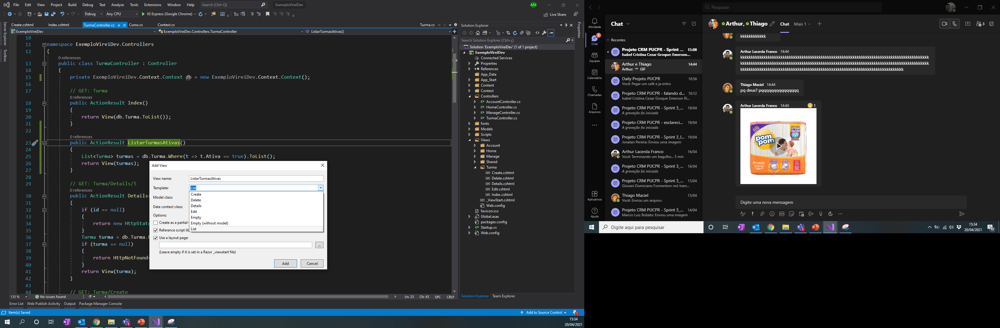 File Edit View Project Build Debug Test Analyze Tools Extensions Window Help Search (Ctrl+Q) ExemploVireiDev AM
Debug Any CPU IIS Express (Google Chrome) Live Share
Server Explorer
Toolbox
Create.cshtml Index.cshtml TurmaController.cs Curso.cs Context.cs Turma.cs
ExemploVireiDev ExemploVireiDev.Controllers.TurmaController ListarTurmasAtivas()
10
11 namespace ExemploVireiDev.Controllers
12 {
0 references
13 public class TurmaController : Controller
14 {
15 private ExemploVireiDev.Context.Context db = new ExemploVireiDev.Context.Context();
16
17 // GET: Turma
0 references
18 public ActionResult Index()
19 {
20 return View(db.Turma.ToList());
21 }
22
0 references
23 public ActionResult ListarTurmasAtivas()
24 {
25 List<Turma> turmas = db.Turma.Where(t => t.Ativa == true).ToList();
26 return View(turmas);
27 }
28
29 // GET: Turma/Details/5
0 references
30 public ActionResult Details(
31 {
32 if (id == null)
33 {
34 return new HttpStatu
35 }
36 Turma turma = db.Turma.
37 if (turma == null)
38 {
39 return HttpNotFound(
40 }
41 return View(turma);
42 }
43
44 // GET: Turma/Create
Add View
View name: ListarTurmasAtivas
Template: List
Create
Delete
Details
Edit
Empty
Empty (without model)
List
Model class:
Data context class:
Options:
Create as a partial v
Reference script lib
Use a layout page:
...
(Leave empty if it is set in a Razor _viewstart file)
Add Cancel
133 % No issues found Ln: 23 Ch: 43 SPC CRLF
Error List Web Publish Activity Output Package Manager Console
Item(s) Saved Add to Source Control 1
15:34
20/04/2021
Solution Explorer
Properties
Search Solution Explorer (Ctrl+ç)
Solution 'ExemploVireiDev' (1 of 1 project)
ExemploVireiDev
Connected Services
Properties
References
App_Data
App_Start
Content
Context
Controllers
AccountController.cs
HomeController.cs
ManageController.cs
TurmaController.cs
fonts
Models
Scripts
Views
Account
Home
Manage
Shared
Turma
Create.cshtml
Delete.cshtml
Details.cshtml
Edit.cshtml
Index.cshtml
_ViewStart.cshtml
Web.config
favicon.ico
Global.asax
packages.config
Startup.cs
Web.config
Solution Explorer Team Explorer
Pesquisar
Atividade
1
Chat
Equipes
Calendário
Chamadas
Arquivos
Aplicativos
Ajuda
Chat
Recentes
Projeto CRM PUCPR - Sprint ... 15:08
Isabel Cristina Cezar Groque: Emerson...
Arthur e Thiago 14:44
Arthur: GIF
Daily Projeto PUCPR 10:56
Você: Pegar um café e ja entro
Projeto CRM PUCPR - falando d... 10:12
Isabel Cristina Cezar Groque: Emerson Ri...
Projeto CRM PUCPR - Sprint 3_... 19/04
A gravação foi iniciada
Projeto CRM PUCPR - esclareci... 19/04
A gravação foi iniciada
Projeto CRM PUCPR - Sprint 3_I... 19/04
Jonatan Pereira: Enviou uma imagem
Arthur Lacerda Franco 16/04
Você: Terminando um bagulho... 5 min
Projeto CRM PUCPR - Sprint 3_... 16/04
A gravação foi iniciada
Projeto CRM PUCPR - Sprint 3_... 15/04
Giovani Domiciano Formenton: mó tram...
Thiago Maciel 15/04
Você: Enviou um arquivo
Projeto CRM PUCPR - Sprint 3_... 14/04
Marcio Luiz Bobato: Enviou uma imagem
Arthur, Thiago Chat Mais 1 3
kkkkkkkkkkkk
Arthur Lacerda Franco 14:44
Thiago Maciel 14:44
pq deus? pqqqqqqqqqqqqqqq
Arthur Lacerda Franco 14:44 1
NOVA
2x mais
rápida
pom
pom
Protek
Proteção de Mãe
M
30
Digite uma nova mensagem
GIF
Digite aqui para pesquisar
15:34
20/04/2021
10